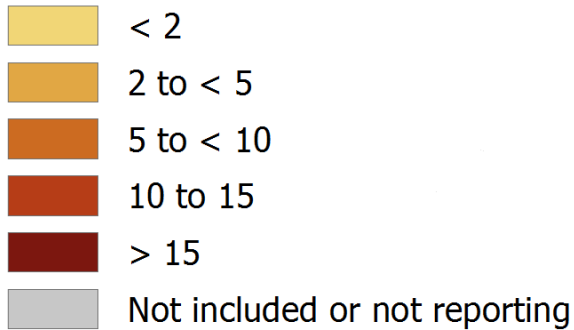 < 2
2 to < 5
5 to < 10
10 to 15
> 15
Not included or not reporting